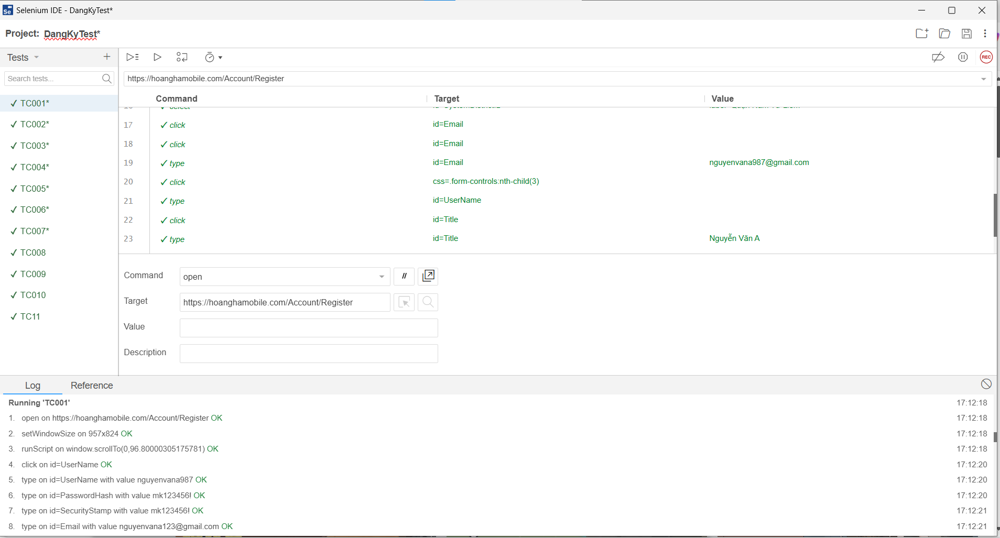 Selenium IDE - DangKyTest*
Project: DangKyTest*
Tests
Search tests...
TC001*
TC002*
TC003*
TC004*
TC005*
TC006*
TC007*
TC008
TC009
TC010
TC11
REC
https://hoanghamobile.com/Account/Register
Command Target Value
17 click id=Email
18 click id=Email
19 type id=Email nguyenvana987@gmail.com
20 click css=.form-controls:nth-child(3)
21 type id=UserName
22 click id=Title
23 type id=Title Nguyễn Văn A
Command open //
Target https://hoanghamobile.com/Account/Register
Value
Description
Log Reference
Running 'TC001' 17:12:18
1. open on https://hoanghamobile.com/Account/Register OK 17:12:18
2. setWindowSize on 957x824 OK 17:12:18
3. runScript on window.scrollTo(0,96.80000305175781) OK 17:12:18
4. click on id=UserName OK 17:12:20
5. type on id=UserName with value nguyenvana987 OK 17:12:20
6. type on id=PasswordHash with value mk123456! OK 17:12:20
7. type on id=SecurityStamp with value mk123456! OK 17:12:21
8. type on id=Email with value nguyenvana123@gmail.com OK 17:12:21